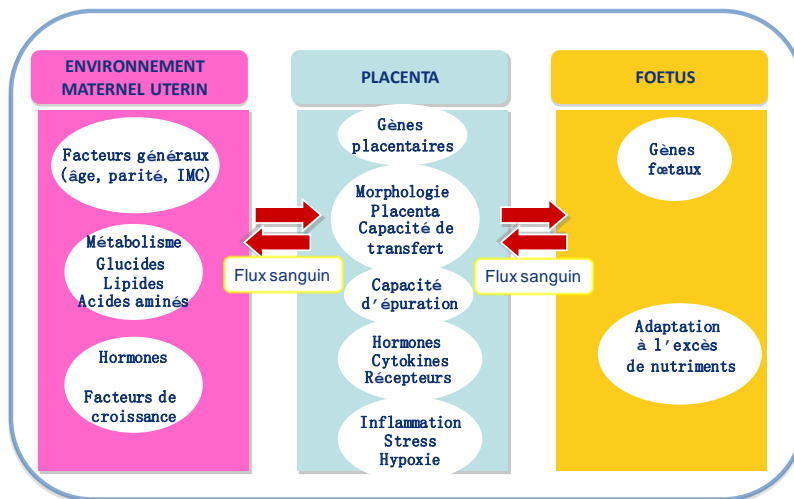 ENVIRONNEMENT
MATERNEL UTERIN
Facteurs généraux
(âge, parité, IMC)
Métabolisme
Glucides
Lipides
Acides aminés
Hormones
Facteurs de
croissance
Flux sanguin
PLACENTA
Gènes
placentaires
Morphologie
Placenta
Capacité de
transfert
Capacité
d'épuration
Hormones
Cytokines
Récepteurs
Inflammation
Stress
Hypoxie
Flux sanguin
FOETUS
Gènes
fœtaux
Adaptation
à l'excès
de nutriments